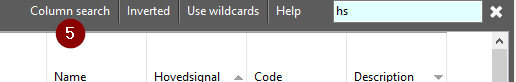 Column search Inverted Use wildcards Help hs
5
Name Hovedsignal Code Description